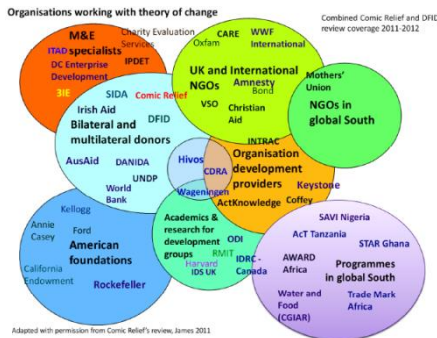 Organisations working with theory of change
Combined Comic Relief and DFID
review coverage 2011-2012
M&E
specialists
Charity Evaluation
Services
ITAD
IPDET
DC Enterprise
Development
3IE
CARE
WWF
International
Oxfam
UK and International
NGOs
Amnesty
Bond
VSO
Christian
Aid
Mothers'
Union
NGOs in
global South
SIDA
Comic Relief
Irish Aid
DFID
Bilateral and
multilateral donors
AusAid
DANIDA
UNDP
World
Bank
Hivos
CDRA
Wageningen
INTRAC
Organisation
development
providers
Keystone
ActKnowledge
Coffey
Kellogg
Annie
Casey
Ford
American
foundations
California
Endowment
Rockefeller
Academics &
research for
development
groups
ODI
RMIT
Harvard
IDS UK
IDRC -
Canada
SAVI Nigeria
AcT Tanzania
STAR Ghana
AWARD
Africa
Programmes
in global South
Water and
Food
(CGIAR)
Trade Mark
Africa
Adapted with permission from Comic Relief's review, James 2011